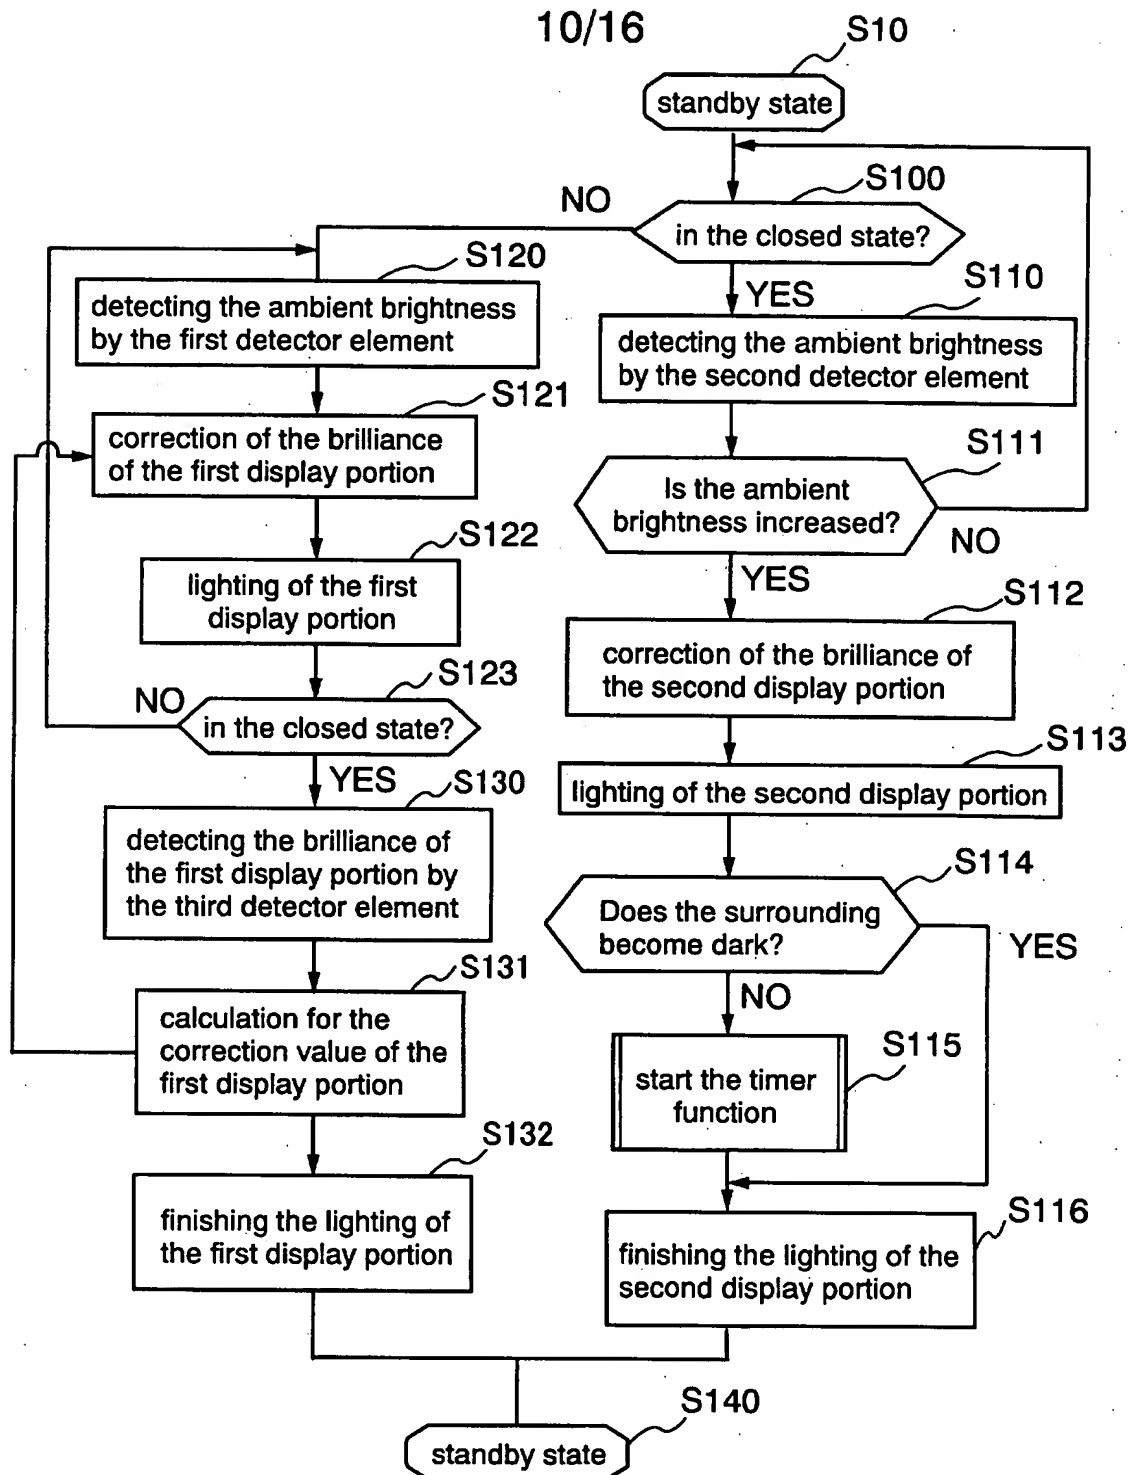 10/16
S10
standby state
S100
NO
in the closed state?
YES
S120
detecting the ambient brightness
by the first detector element
S110
detecting the ambient brightness
by the second detector element
S121
correction of the brilliance
of the first display portion
S111
Is the ambient
brightness increased?
NO
YES
S122
lighting of the first
display portion
S112
correction of the brilliance of
the second display portion
S123
NO
in the closed state?
YES
S113
lighting of the second display portion
S130
detecting the brilliance of
the first display portion by
the third detector element
S114
Does the surrounding
become dark?
YES
NO
S131
calculation for the
correction value of the
first display portion
S115
start the timer
function
S132
finishing the lighting of
the first display portion
S116
finishing the lighting of the
second display portion
S140
standby state